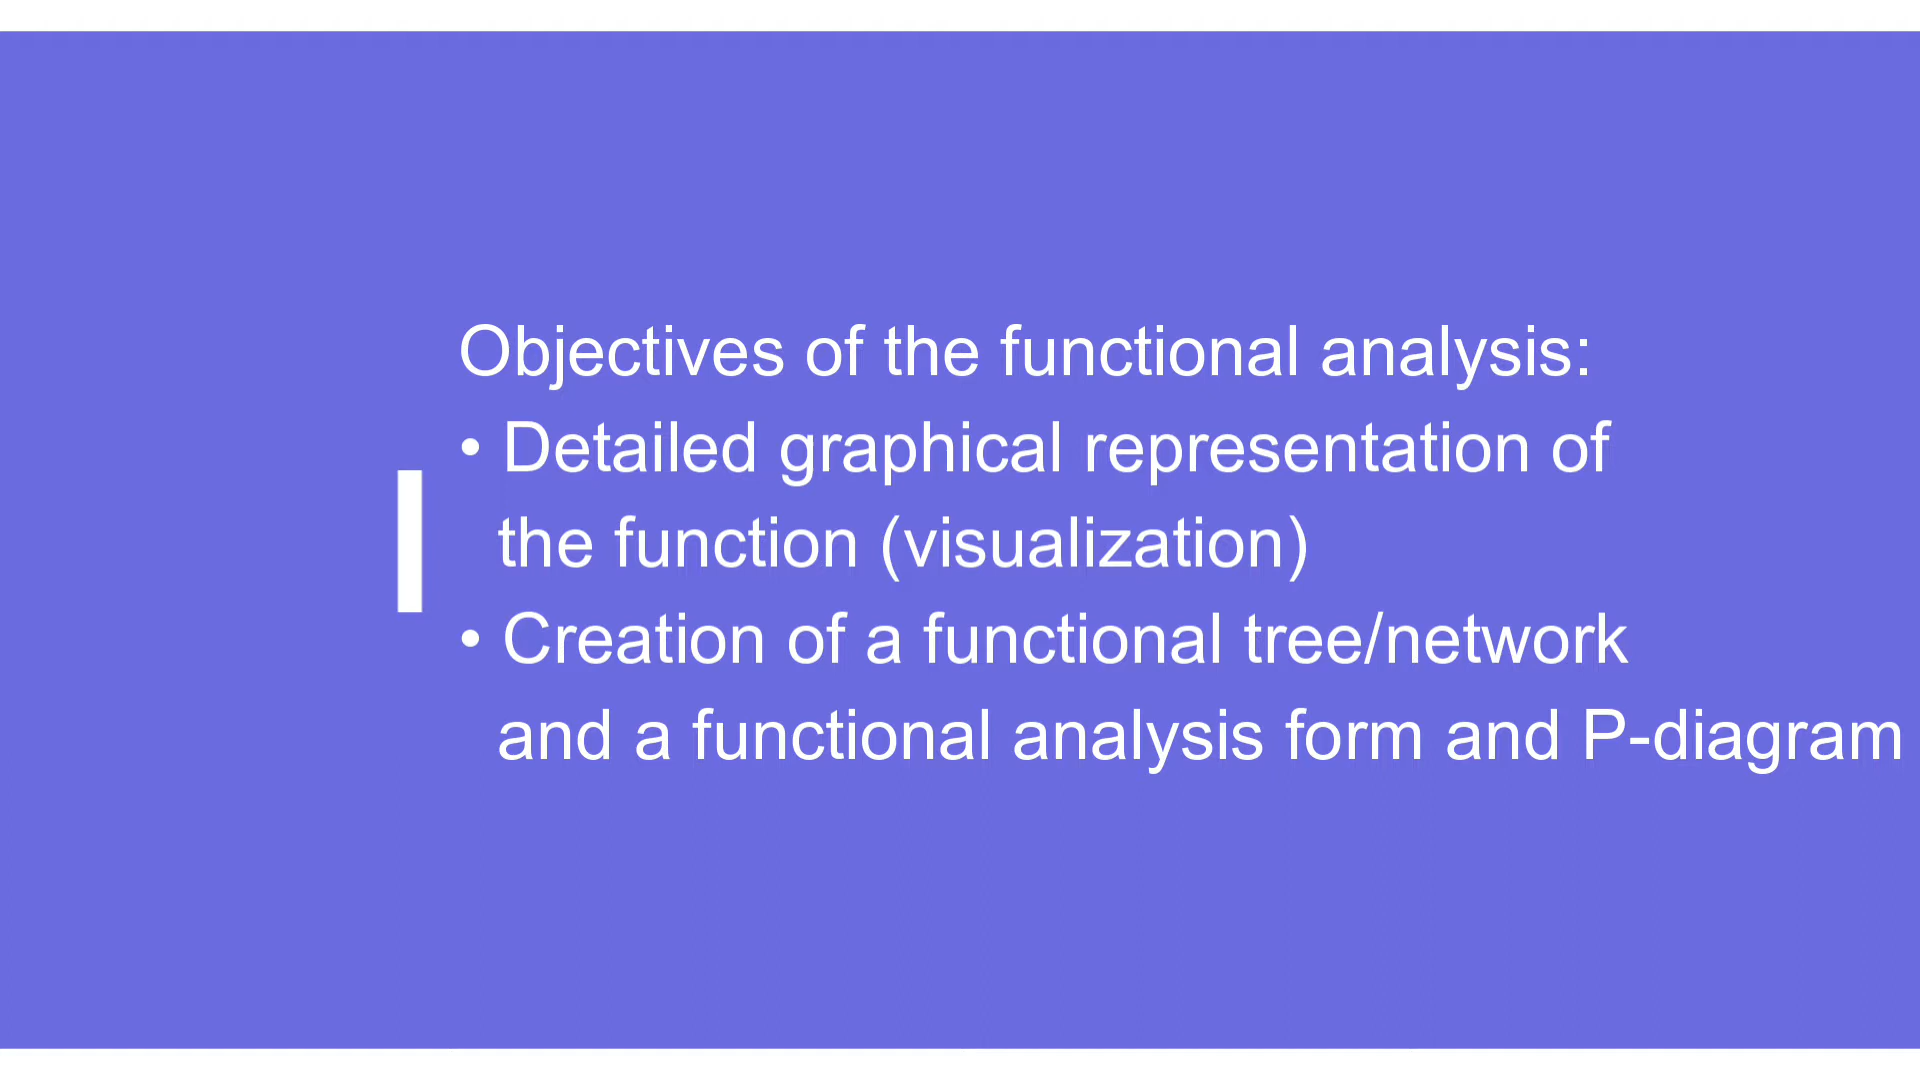 Objectives of the functional analysis:
• Detailed graphical representation of
the function (visualization)
• Creation of a functional tree/network
and a functional analysis form and P-diagram